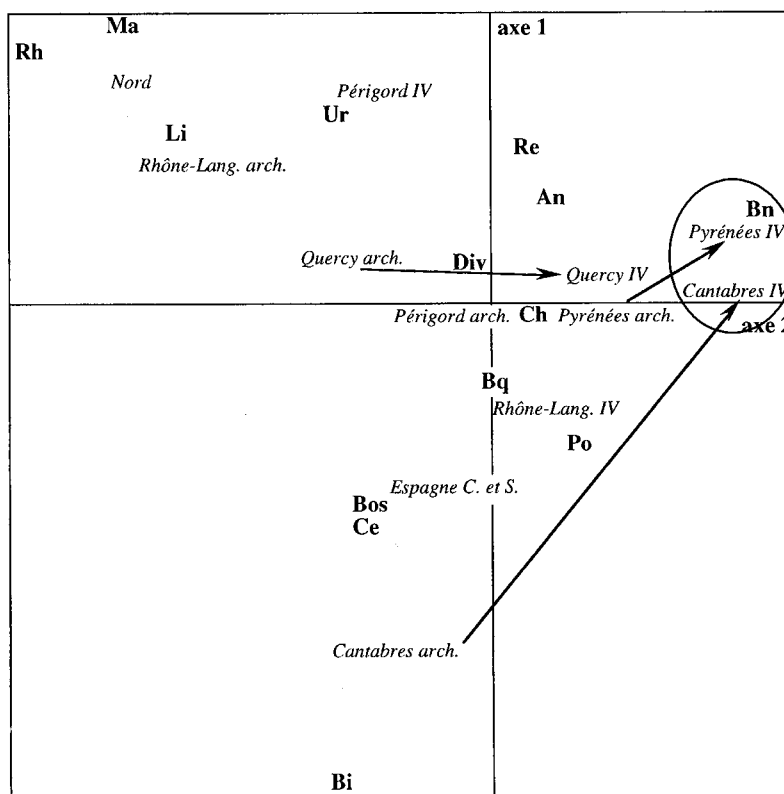 Ma
axe 1
Rh
Nord
Périgord IV
Ur
Li
Re
Rhône-Lang. arch.
An
Bn
Pyrénées IV
Quercy arch.
Div
Quercy IV
Cantabres IV
Périgord arch.
Ch
Pyrénées arch.
axe 2
Bq
Rhône-Lang. IV
Po
Espagne C. et S.
Bos
Ce
Cantabres arch.
Bi